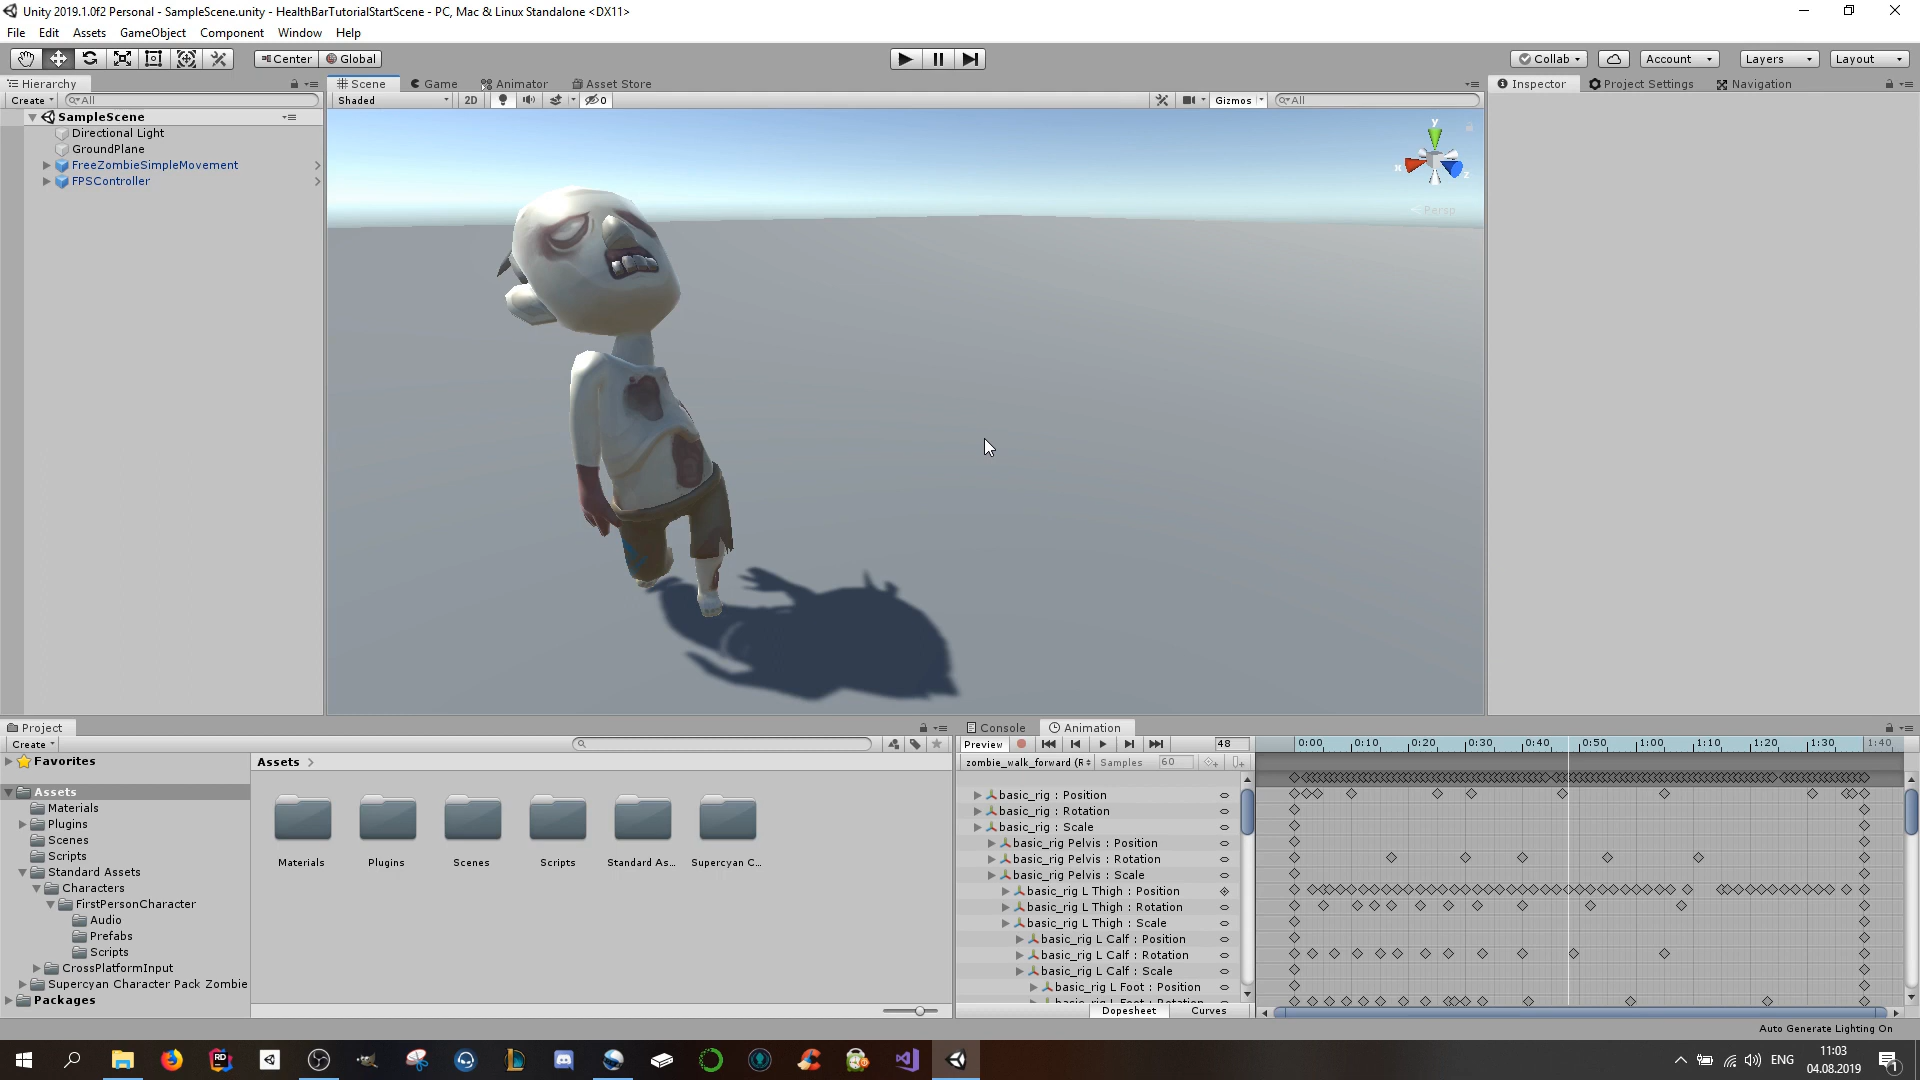 Unity 2019.1.0f2 Personal - SampleScene.unity - HealthBarTutorialStartScene - PC, Mac & Linux Standalone <DX11>
File Edit Assets GameObject Component Window Help
Center Global Collab Account Layers Layout
Hierarchy
Create All
SampleScene
Directional Light
GroundPlane
FreeZombieSimpleMovement
FPSController
Scene Game Animator Asset Store
Shaded 2D 0 Gizmos All
y
x
z
Persp
Inspector Project Settings Navigation
Project
Create
Favorites
Assets
Materials
Plugins
Scenes
Scripts
Standard Assets
Characters
FirstPersonCharacter
Audio
Prefabs
Scripts
CrossPlatformInput
Supercyan Character Pack Zombie
Packages
Assets
Materials Plugins Scenes Scripts Standard As... Supercyan C...
Console Animation
Preview 48
0:00 0:10 0:20 0:30 0:40 0:50 1:00 1:10 1:20 1:30 1:40
zombie_walk_forward (R Samples 60
basic_rig : Position
basic_rig : Rotation
basic_rig : Scale
basic_rig Pelvis : Position
basic_rig Pelvis : Rotation
basic_rig Pelvis : Scale
basic_rig L Thigh : Position
basic_rig L Thigh : Rotation
basic_rig L Thigh : Scale
basic_rig L Calf : Position
basic_rig L Calf : Rotation
basic_rig L Calf : Scale
basic_rig L Foot : Position
basic_rig L Foot : Rotation
Dopesheet Curves
Auto Generate Lighting On
ENG
11:03
04.08.2019
1